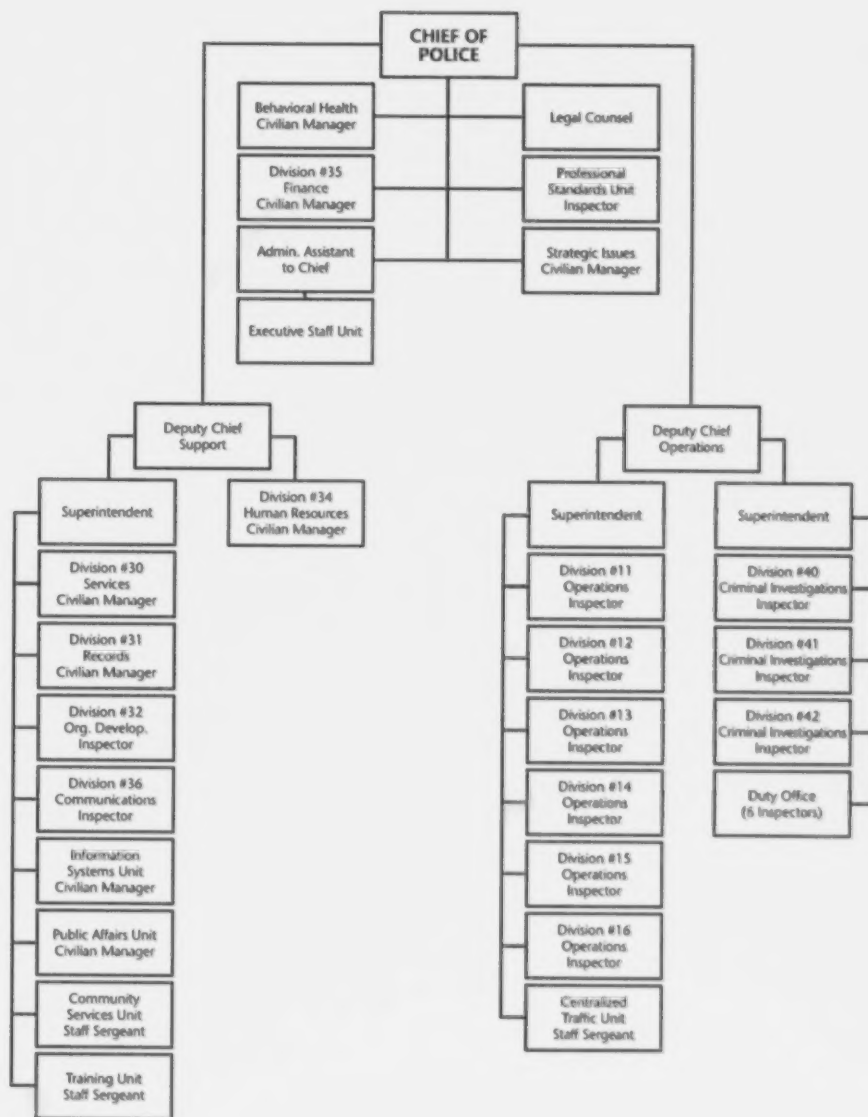 CHIEF OF
POLICE
Behavioral Health
Civilian Manager
Legal Counsel
Division #35
Finance
Civilian Manager
Professional
Standards Unit
Inspector
Admin. Assistant
to Chief
Strategic Issues
Civilian Manager
Executive Staff Unit
Deputy Chief
Support
Superintendent
Division #30
Services
Civilian Manager
Division #31
Records
Civilian Manager
Division #32
Org. Develop.
Inspector
Division #36
Communications
Inspector
Information
Systems Unit
Civilian Manager
Public Affairs Unit
Civilian Manager
Community
Services Unit
Staff Sergeant
Training Unit
Staff Sergeant
Division #34
Human Resources
Civilian Manager
Deputy Chief
Operations
Superintendent
Division #11
Operations
Inspector
Division #12
Operations
Inspector
Division #13
Operations
Inspector
Division #14
Operations
Inspector
Division #15
Operations
Inspector
Division #16
Operations
Inspector
Centralized
Traffic Unit
Staff Sergeant
Superintendent
Division #40
Criminal Investigations
Inspector
Division #41
Criminal Investigations
Inspector
Division #42
Criminal Investigations
Inspector
Duty Office
(6 Inspectors)